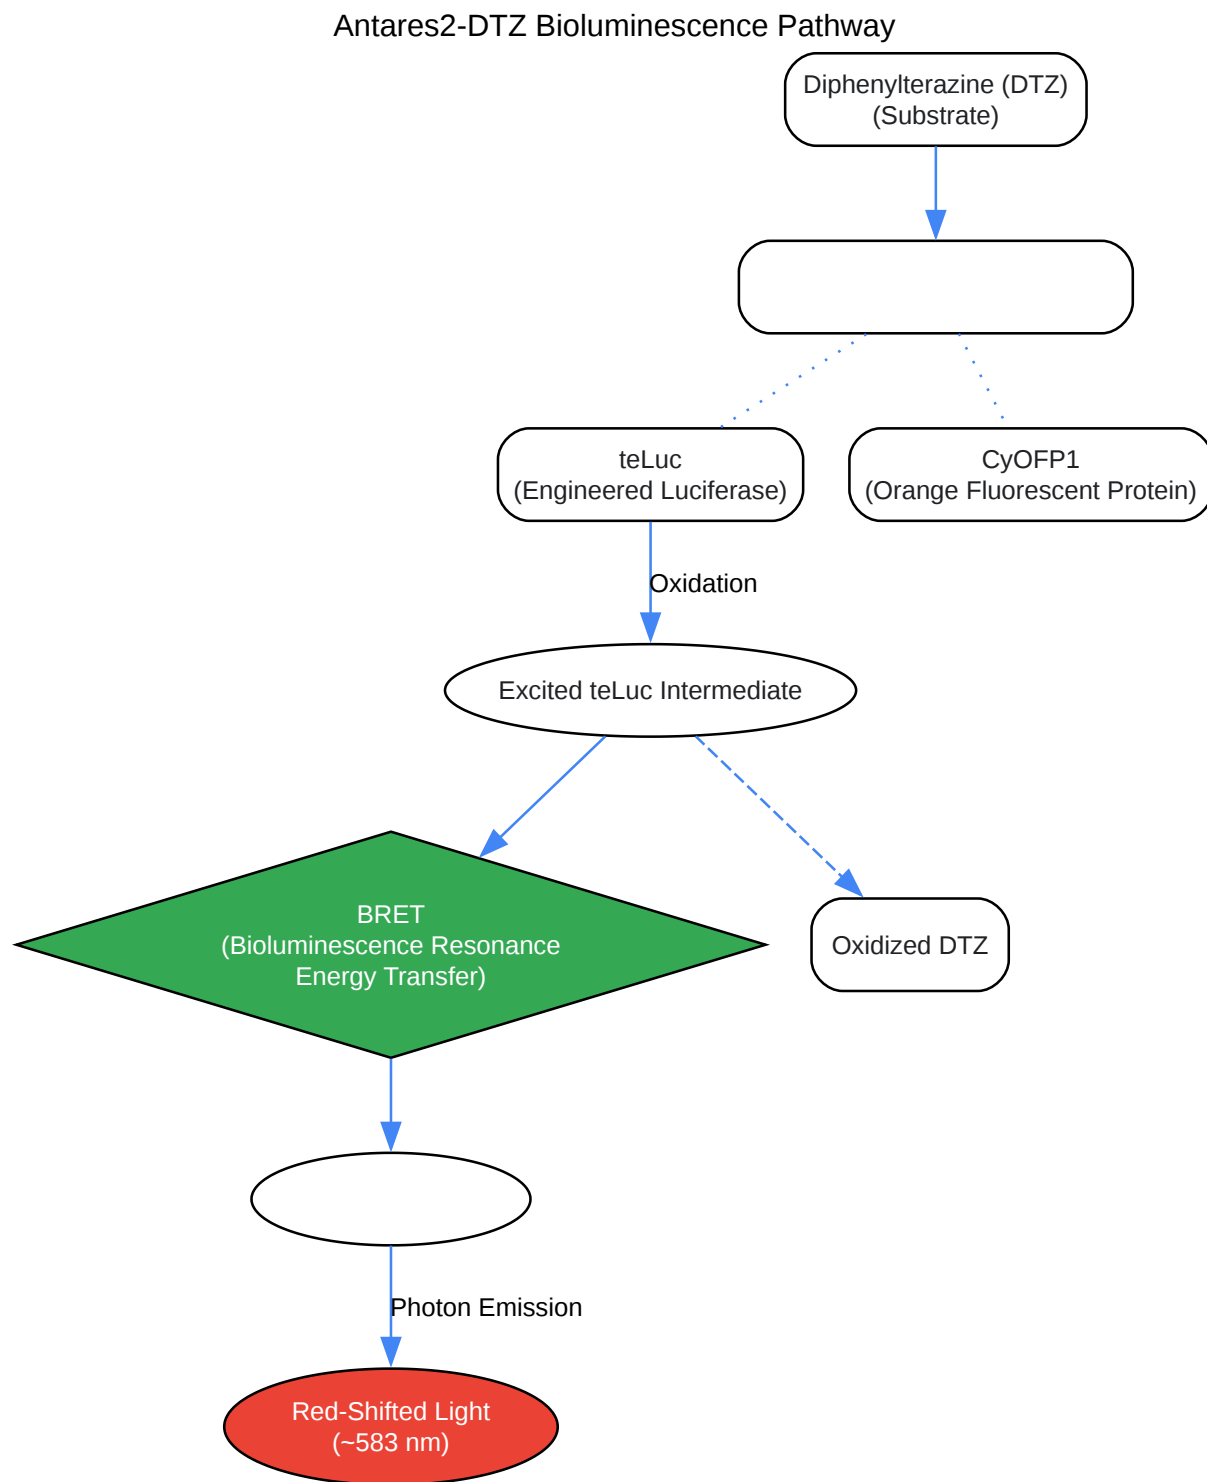 Antares2-DTZ Bioluminescence Pathway
Diphenylterazine (DTZ)
(Substrate)
teLuc
(Engineered Luciferase)
CyOFP1
(Orange Fluorescent Protein)
Oxidation
Excited teLuc Intermediate
BRET
(Bioluminescence Resonance
Energy Transfer)
Oxidized DTZ
Photon Emission
Red-Shifted Light
(~583 nm)